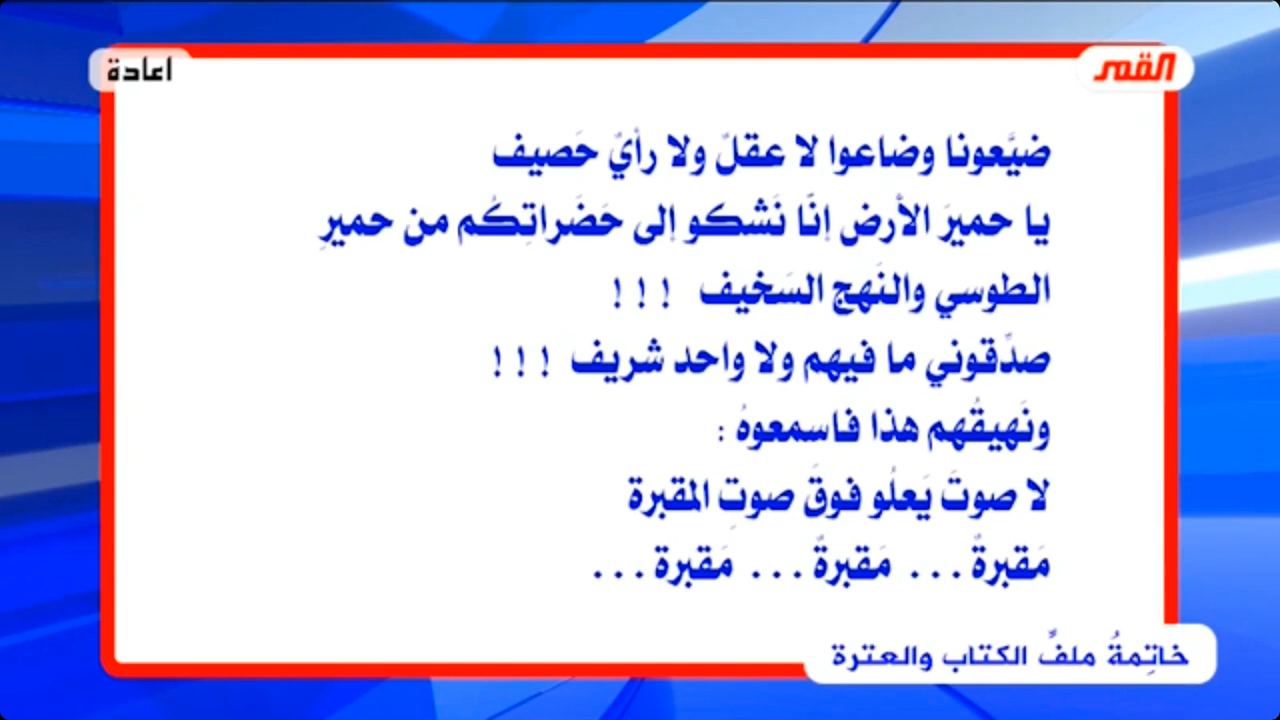 اعادة
القمر
ضيَّعونا وضاعوا لا عقلٌ ولا رأيٌ حَصيف
يا حميرَ الأرض إنَّا نَشكو إلى حَضَراتِكُم من حميرِ
الطوسي والنَهج السَخيف !!!
صدِّقوني ما فيهم ولا واحد شريف !!!
ونَهيقُهم هذا فاسمعوهُ :
لا صوتَ يَعلُو فوقَ صوتِ المقبرة
مَقبرةٌ ... مَقبرةٌ ... مَقبرة ...
خاتِمةُ ملفِّ الكتاب والعترة